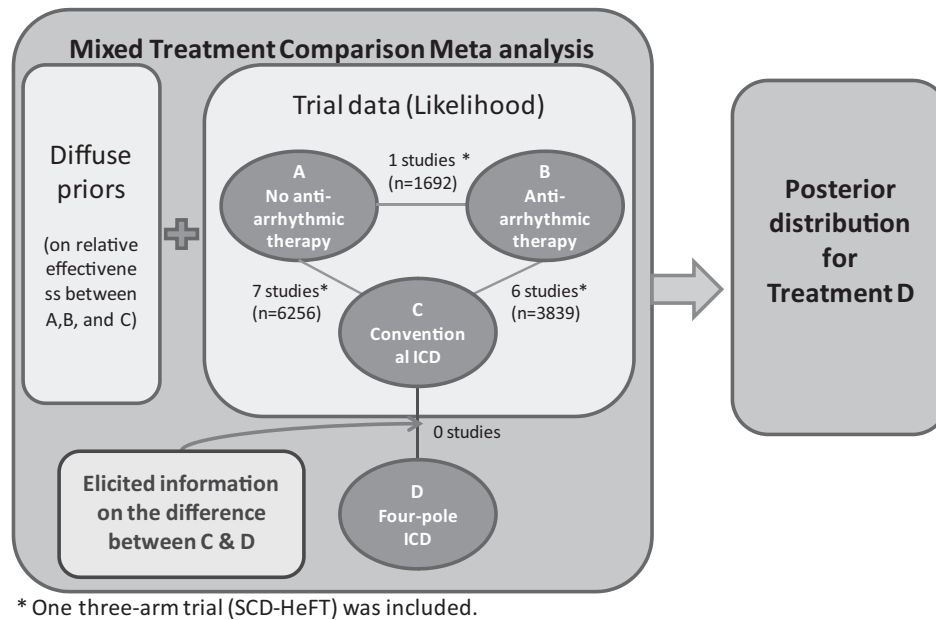 Mixed Treatment Comparison Meta analysis
Diffuse
priors
(on relative
effectivene
ss between
A,B, and C)
Trial data (Likelihood)
A
No anti-
arrhythmic
therapy
1 studies *
(n=1692)
B
Anti-
arrhythmic
therapy
7 studies*
(n=6256)
6 studies*
(n=3839)
C
Convention
al ICD
0 studies
Elicited information
on the difference
between C & D
D
Four-pole
ICD
Posterior
distribution
for
Treatment D
* One three-arm trial (SCD-HeFT) was included.